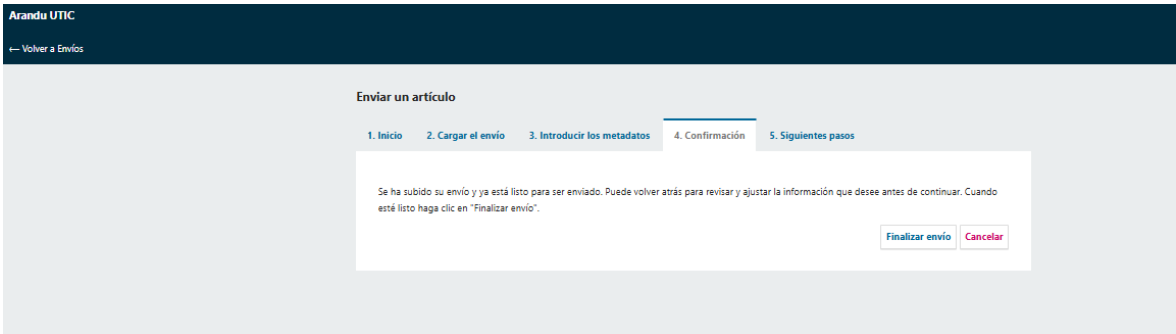 Arandu UTIC
← Volver a Envíos
Enviar un artículo
1. Inicio 2. Cargar el envío 3. Introducir los metadatos 4. Confirmación 5. Siguientes pasos
Se ha subido su envío y ya está listo para ser enviado. Puede volver atrás para revisar y ajustar la información que desee antes de continuar. Cuando
esté listo haga clic en "Finalizar envío".
Finalizar envío Cancelar